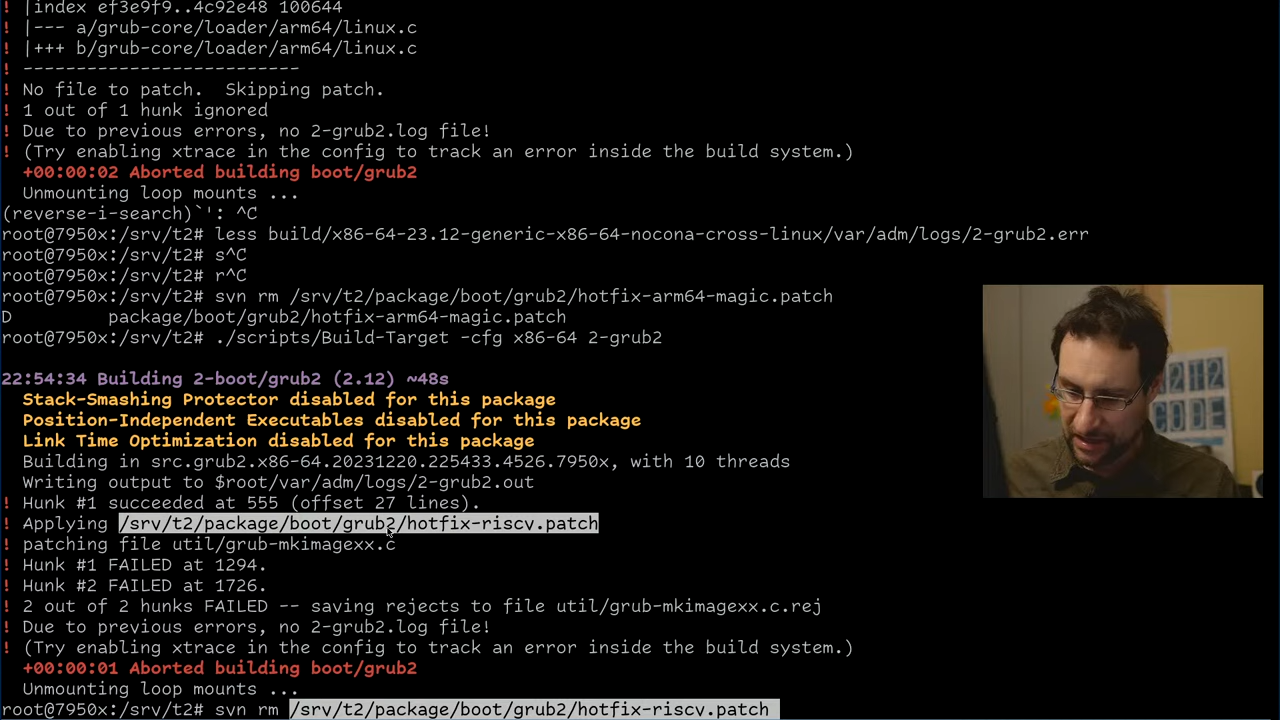 ! |index ef3e9f9..4c92e48 100644
! |--- a/grub-core/loader/arm64/linux.c
! |+++ b/grub-core/loader/arm64/linux.c
! --------------------------
! No file to patch.  Skipping patch.
! 1 out of 1 hunk ignored
! Due to previous errors, no 2-grub2.log file!
! (Try enabling xtrace in the config to track an error inside the build system.)
+00:00:02 Aborted building boot/grub2
Unmounting loop mounts ...
(reverse-i-search)`': ^C
root@7950x:/srv/t2# less build/x86-64-23.12-generic-x86-64-nocona-cross-linux/var/adm/logs/2-grub2.err
root@7950x:/srv/t2# s^C
root@7950x:/srv/t2# r^C
root@7950x:/srv/t2# svn rm /srv/t2/package/boot/grub2/hotfix-arm64-magic.patch
D         package/boot/grub2/hotfix-arm64-magic.patch
root@7950x:/srv/t2# ./scripts/Build-Target -cfg x86-64 2-grub2
22:54:34 Building 2-boot/grub2 (2.12) ~48s
Stack-Smashing Protector disabled for this package
Position-Independent Executables disabled for this package
Link Time Optimization disabled for this package
Building in src.grub2.x86-64.20231220.225433.4526.7950x, with 10 threads
Writing output to $root/var/adm/logs/2-grub2.out
! Hunk #1 succeeded at 555 (offset 27 lines).
! Applying /srv/t2/package/boot/grub2/hotfix-riscv.patch
! patching file util/grub-mkimagexx.c
! Hunk #1 FAILED at 1294.
! Hunk #2 FAILED at 1726.
! 2 out of 2 hunks FAILED -- saving rejects to file util/grub-mkimagexx.c.rej
! Due to previous errors, no 2-grub2.log file!
! (Try enabling xtrace in the config to track an error inside the build system.)
+00:00:01 Aborted building boot/grub2
Unmounting loop mounts ...
root@7950x:/srv/t2# svn rm /srv/t2/package/boot/grub2/hotfix-riscv.patch
CODE